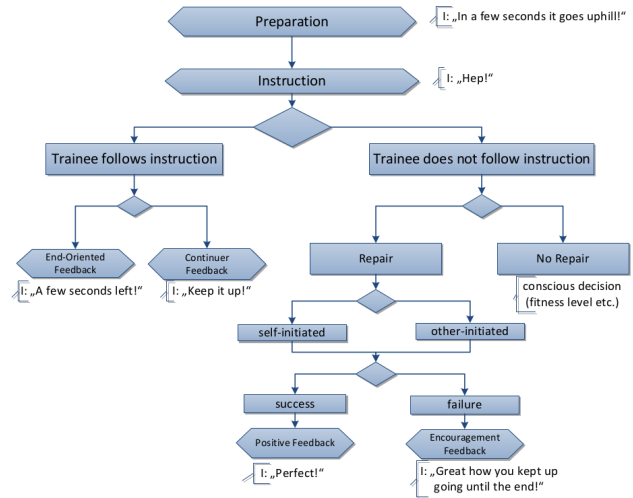 Preparation
I: „In a few seconds it goes uphill!“
Instruction
I: „Hep!“
Trainee follows instruction
Trainee does not follow instruction
End-Oriented
Feedback
Continuer
Feedback
Repair
No Repair
I: „A few seconds left!“
I: „Keep it up!“
conscious decision
(fitness level etc.)
self-initiated
other-initiated
success
failure
Positive Feedback
Encouragement
Feedback
I: „Perfect!“
I: „Great how you kept up
going until the end!“